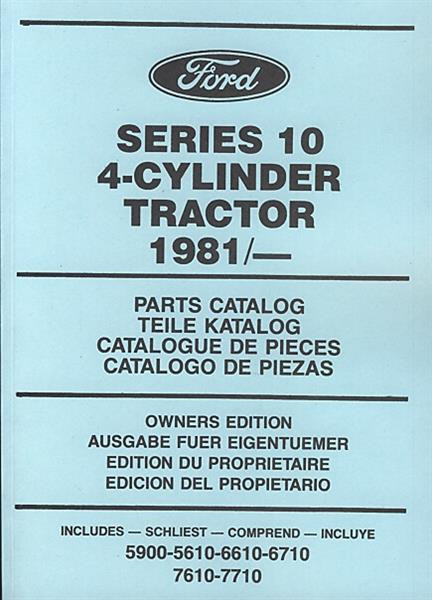 Ford
SERIES 10
4-CYLINDER
TRACTOR
1981/—
PARTS CATALOG
TEILE KATALOG
CATALOGUE DE PIECES
CATALOGO DE PIEZAS
OWNERS EDITION
AUSGABE FUER EIGENTUEMER
EDITION DU PROPRIETAIRE
EDICION DEL PROPIETARIO
INCLUDES — SCHLIEST — COMPREND — INCLUYE
5900-5610-6610-6710
7610-7710